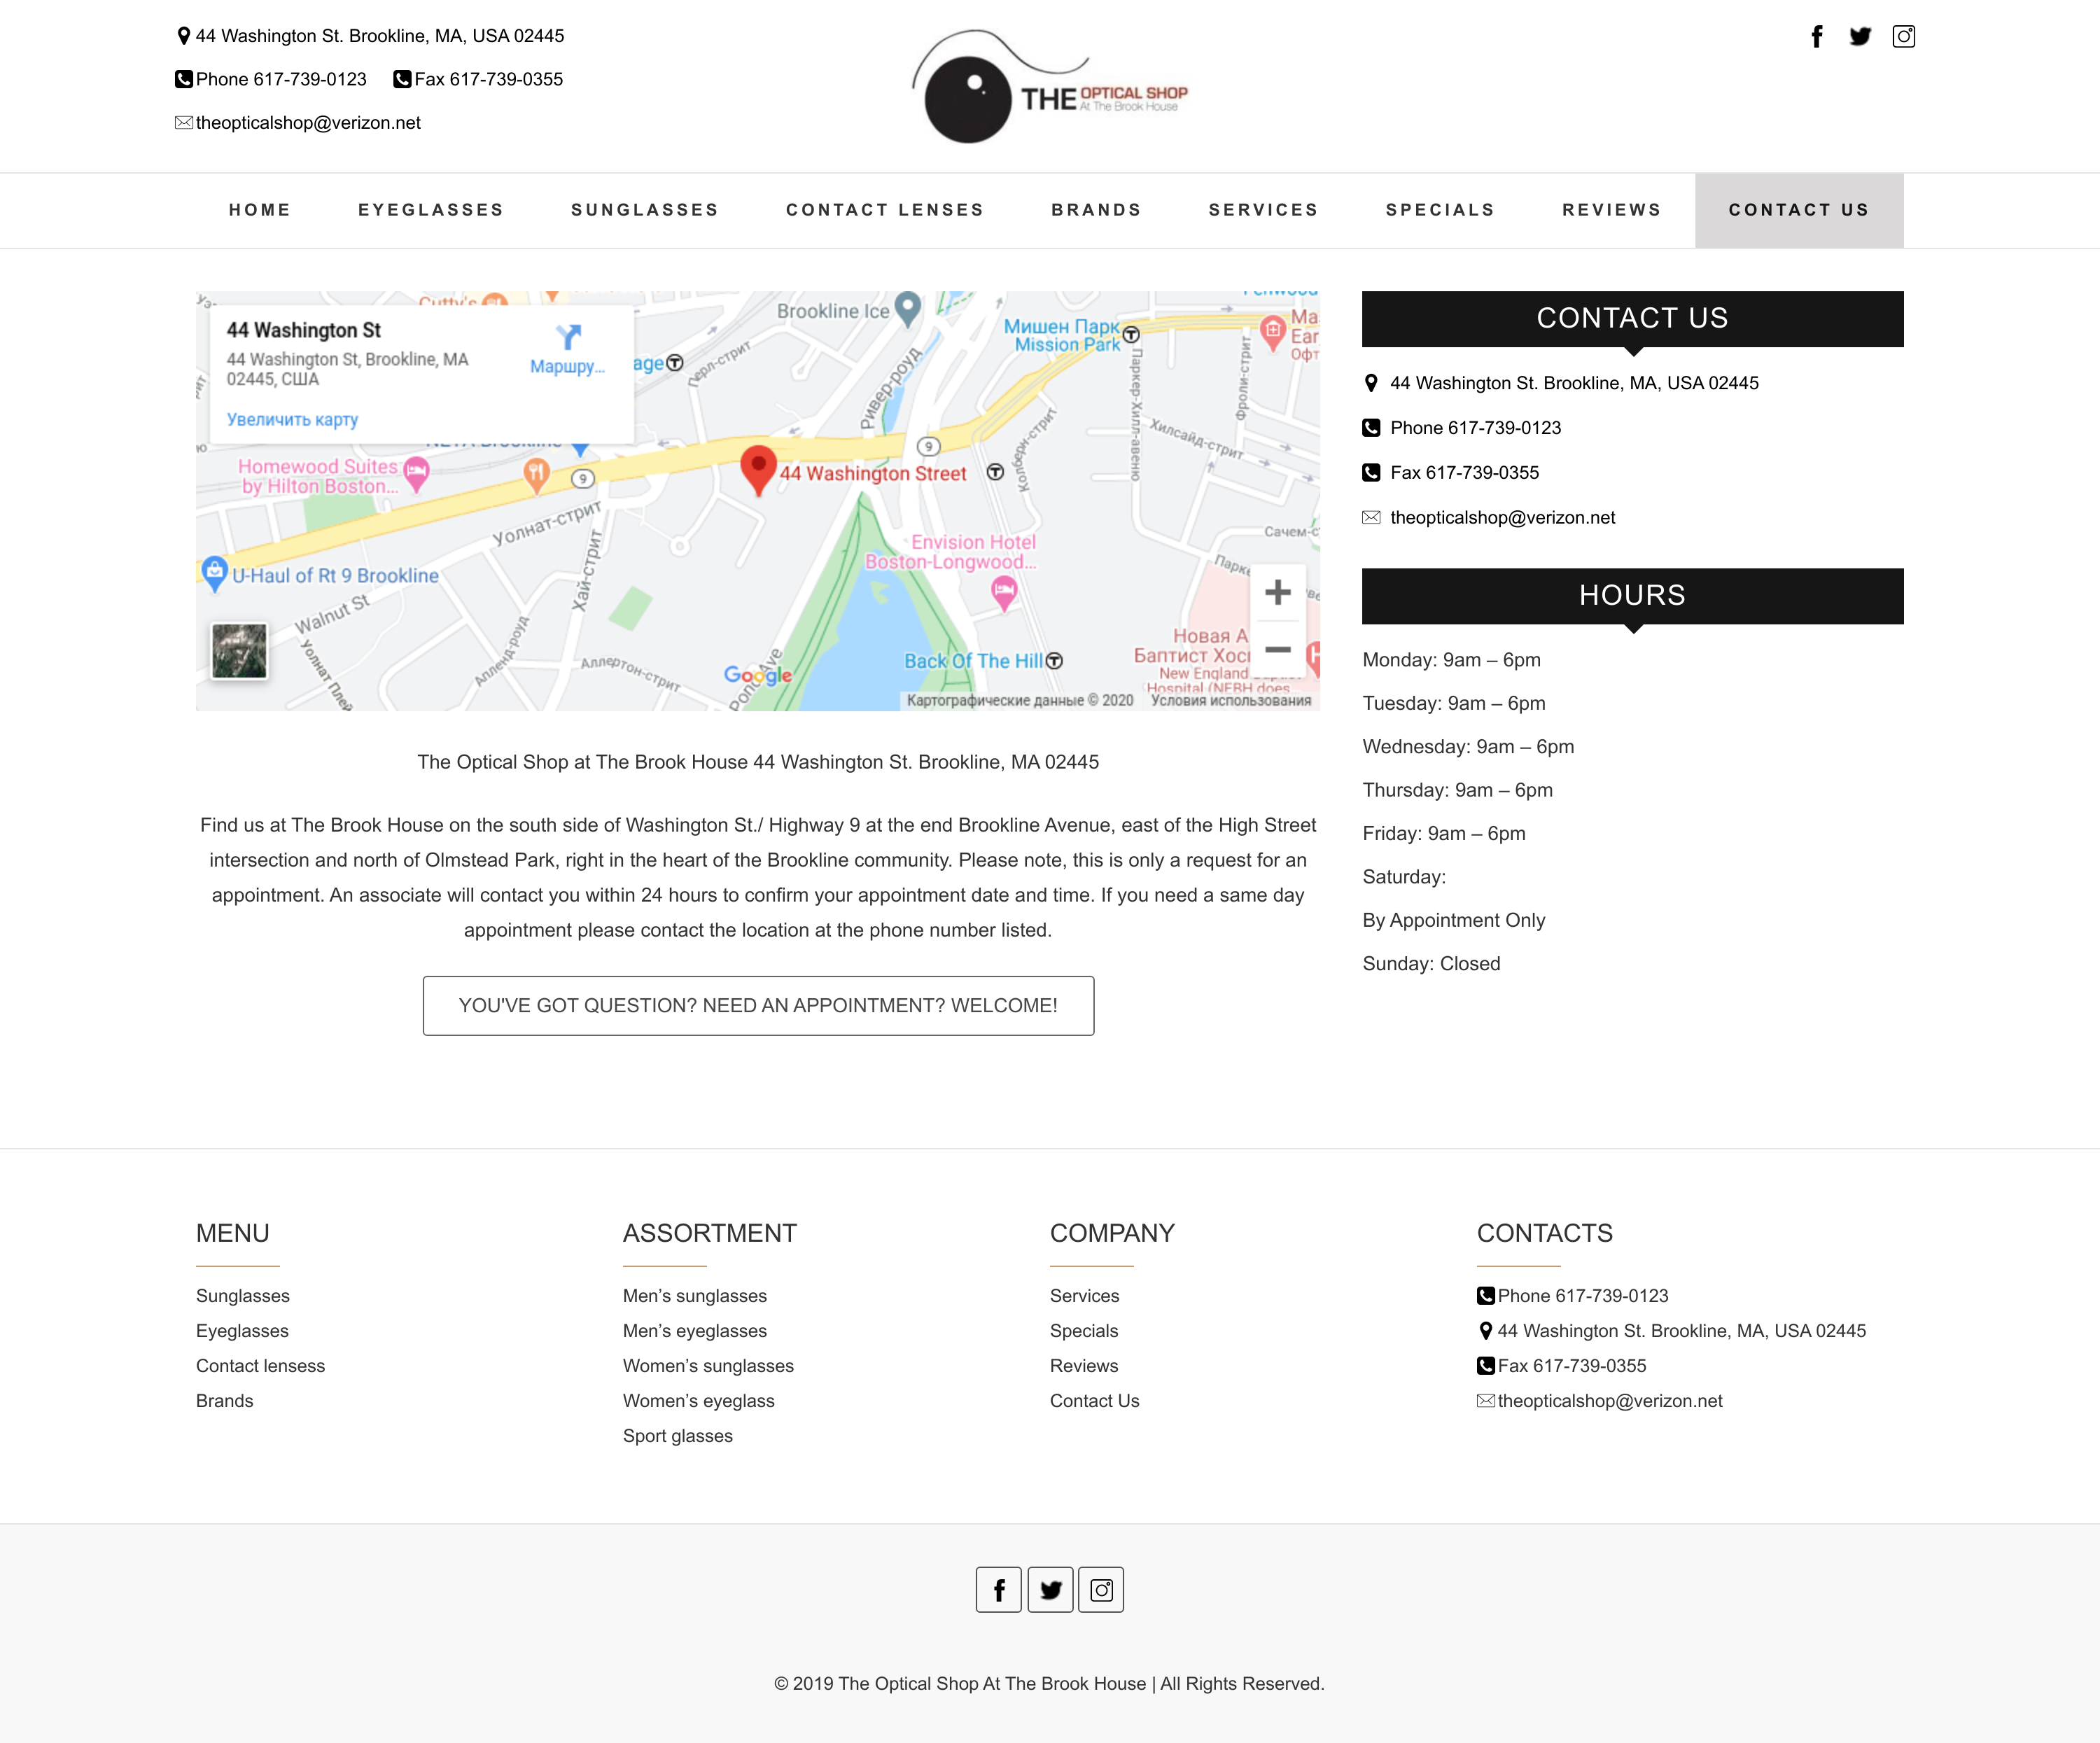 44 Washington St. Brookline, MA, USA 02445
Phone 617-739-0123 Fax 617-739-0355
theopticalshop@verizon.net
THE OPTICAL SHOP
At The Brook House
HOME EYEGLASSES SUNGLASSES CONTACT LENSES BRANDS SERVICES SPECIALS REVIEWS CONTACT US
Cutty's
44 Washington St
44 Washington St, Brookline, MA
02445, США
Маршру...
Увеличить карту
Brookline Ice
Мишен Парк
Mission Park
Перл-стрит
Ривер-роуд
Паркер-Хилл-авеню
Фроли-стрит
Хилсайд-стрит
9
44 Washington Street
Homewood Suites
by Hilton Boston...
9
Уолнат-стрит
Хай-стрит
Envision Hotel
Boston-Longwood...
U-Haul of Rt 9 Brookline
Walnut St
Алленд-роуд
Аллертон-стрит
Google
Back Of The Hill
New England
Картографические данные © 2020 Условия использования
The Optical Shop at The Brook House 44 Washington St. Brookline, MA 02445
Find us at The Brook House on the south side of Washington St./ Highway 9 at the end Brookline Avenue, east of the High Street
intersection and north of Olmstead Park, right in the heart of the Brookline community. Please note, this is only a request for an
appointment. An associate will contact you within 24 hours to confirm your appointment date and time. If you need a same day
appointment please contact the location at the phone number listed.
YOU'VE GOT QUESTION? NEED AN APPOINTMENT? WELCOME!
CONTACT US
44 Washington St. Brookline, MA, USA 02445
Phone 617-739-0123
Fax 617-739-0355
theopticalshop@verizon.net
HOURS
Monday: 9am – 6pm
Tuesday: 9am – 6pm
Wednesday: 9am – 6pm
Thursday: 9am – 6pm
Friday: 9am – 6pm
Saturday:
By Appointment Only
Sunday: Closed
MENU
Sunglasses
Eyeglasses
Contact lensess
Brands
ASSORTMENT
Men’s sunglasses
Men’s eyeglasses
Women’s sunglasses
Women’s eyeglass
Sport glasses
COMPANY
Services
Specials
Reviews
Contact Us
CONTACTS
Phone 617-739-0123
44 Washington St. Brookline, MA, USA 02445
Fax 617-739-0355
theopticalshop@verizon.net
© 2019 The Optical Shop At The Brook House | All Rights Reserved.